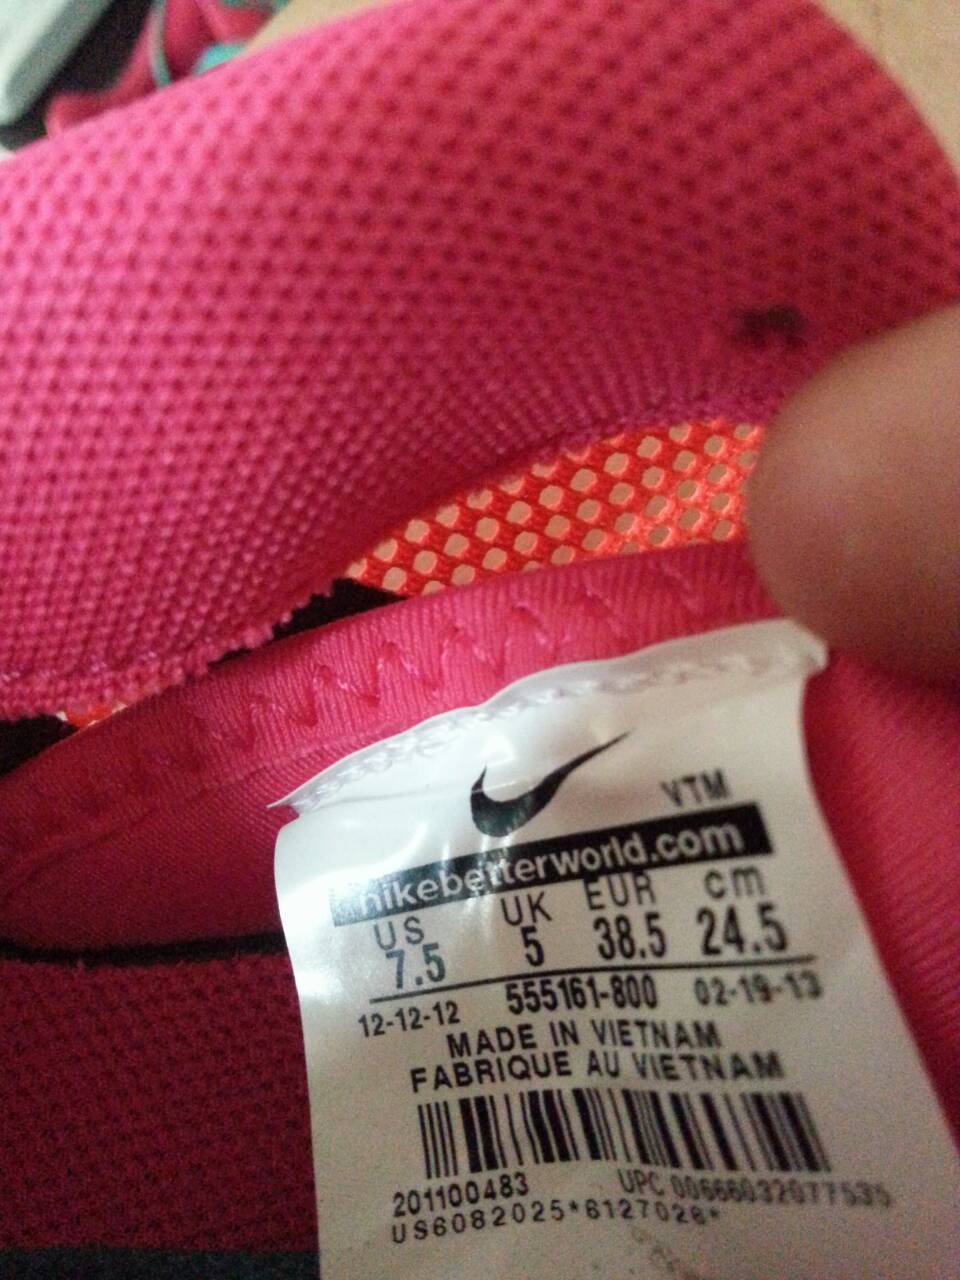 VTM
nikebetterworld.com
US UK EUR cm
7.5 5 38.5 24.5
12-12-12 555161-800 02-19-13
MADE IN VIETNAM
FABRIQUE AU VIETNAM
201100483 UPC 00666032077535
US6082025*6127026*